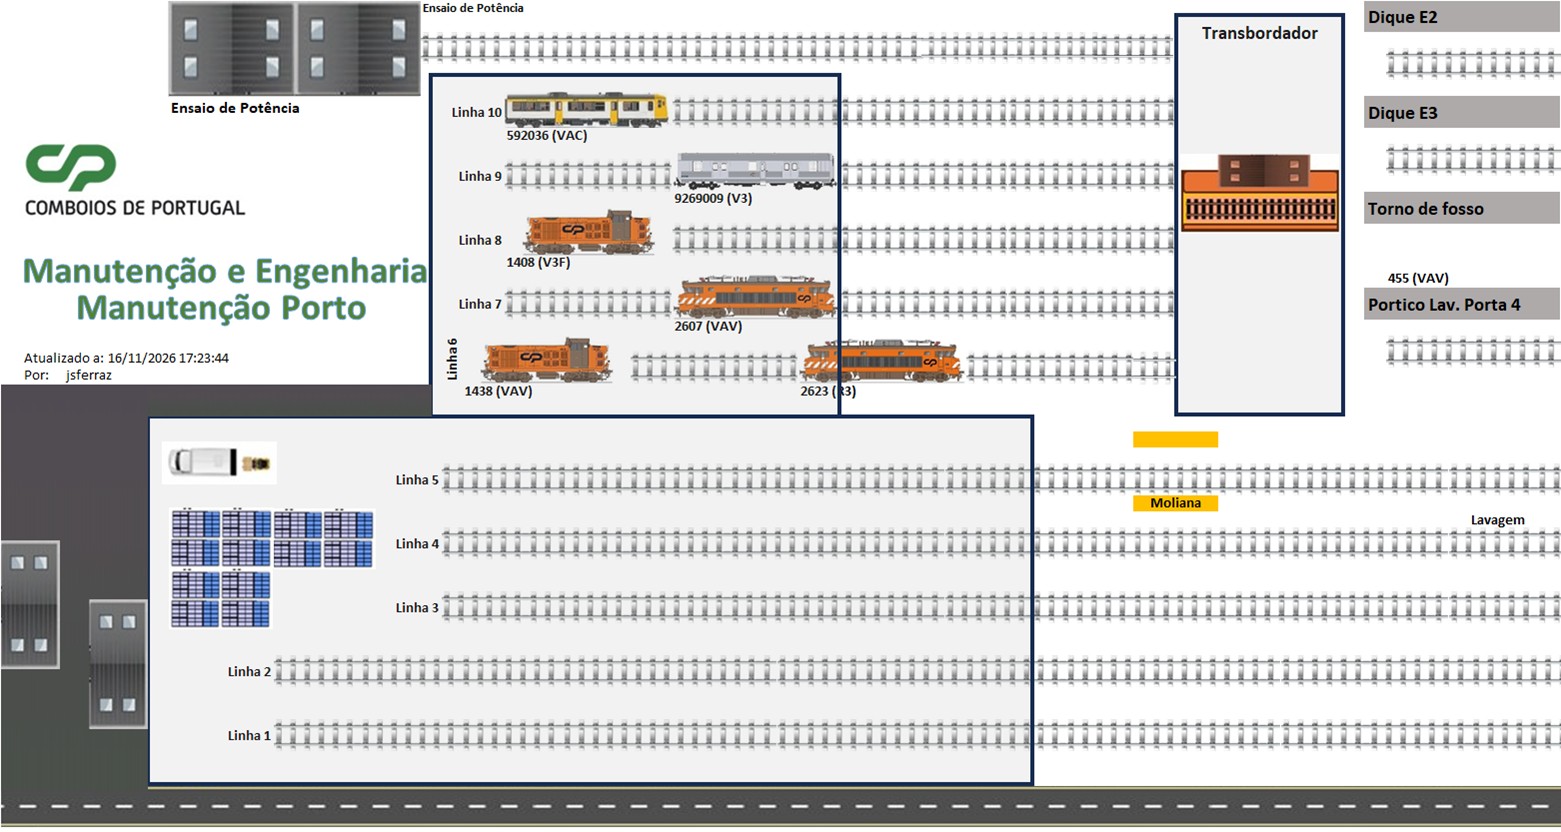 Ensaio de Potência
Transbordador
Dique E2
Ensaio de Potência
Linha 10
592036 (VAC)
Dique E3
CP
COMBOIOS DE PORTUGAL
Linha 9
9269009 (V3)
Torno de fosso
Linha 8
1408 (V3F)
Manutenção e Engenharia
Manutenção Porto
455 (VAV)
Portico Lav. Porta 4
Linha 7
2607 (VAV)
Atualizado a: 16/11/2026 17:23:44
Por: jsferraz
Linha 6
1438 (VAV)
2623 (R3)
Linha 5
Moliana
Lavagem
Linha 4
Linha 3
Linha 2
Linha 1